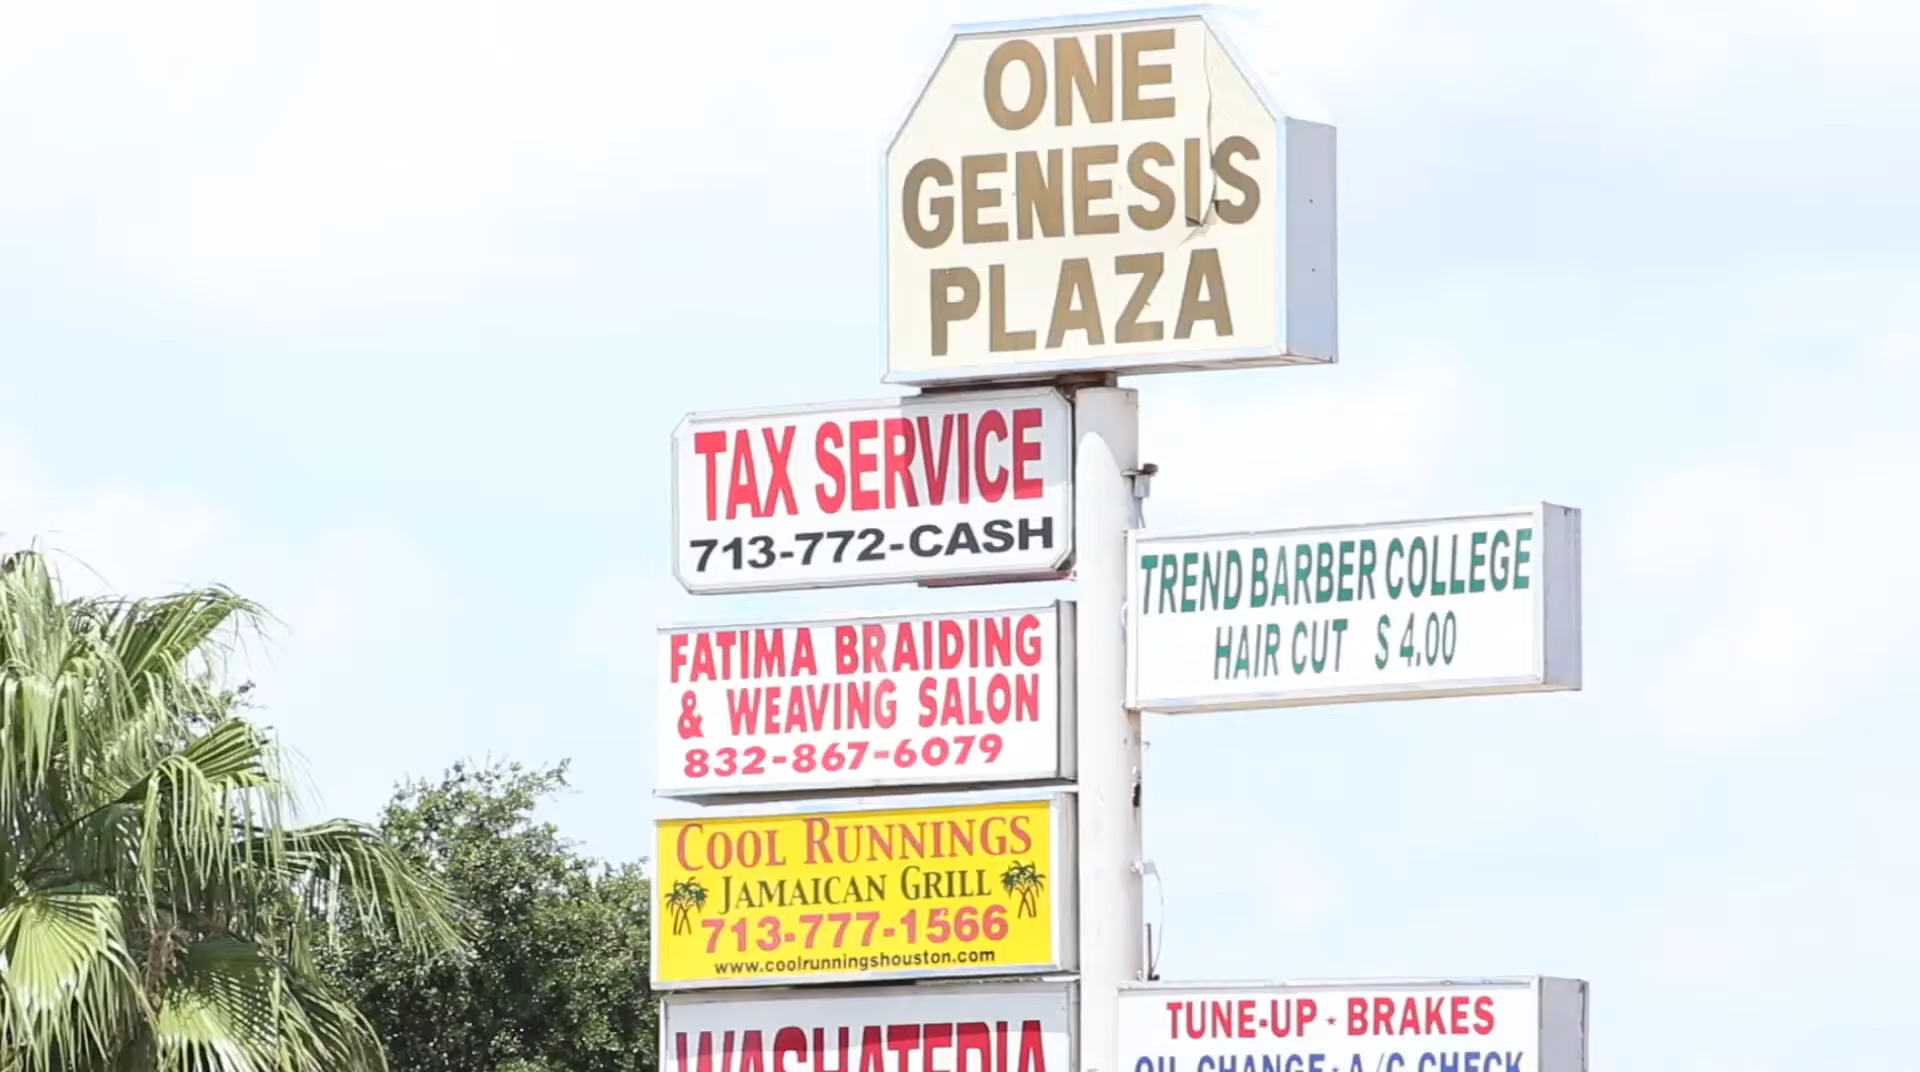 ONE
GENESIS
PLAZA
TAX SERVICE
713-772-CASH
TREND BARBER COLLEGE
HAIR CUT $ 4.00
FATIMA BRAIDING
& WEAVING SALON
832-867-6079
COOL RUNNINGS
JAMAICAN GRILL
713-777-1566
www.coolrunningshouston.com
WASHATERIA
TUNE-UP ★ BRAKES
OIL CHANGE ★ A/C CHECK